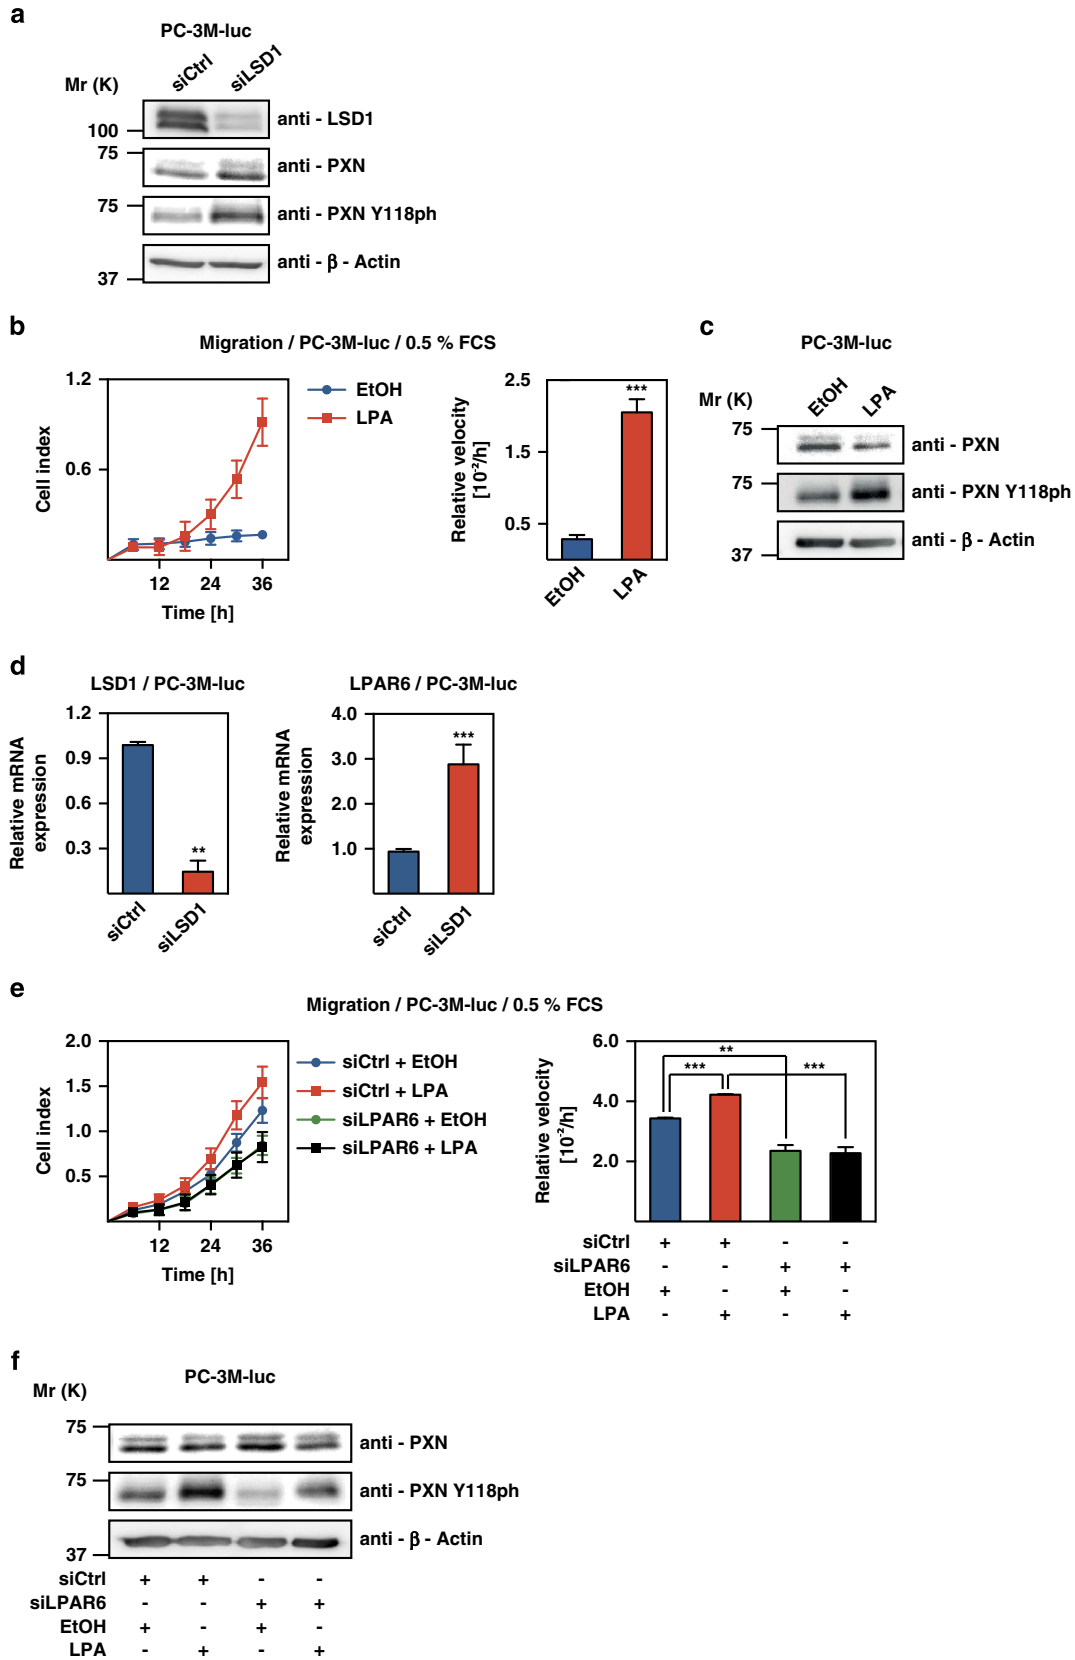 a
PC-3M-luc
siCtrl
siLSD1
Mr (K)
anti - LSD1
100
75
anti - PXN
75
anti - PXN Y118ph
anti - β - Actin
37
b
Migration / PC-3M-luc / 0.5 % FCS
1.2
0.6
Cell index
12
24
36
Time [h]
EtOH
LPA
2.5
1.5
0.5
Relative velocity
[10⁻²/h]
***
EtOH
LPA
c
PC-3M-luc
EtOH
LPA
Mr (K)
75
anti - PXN
75
anti - PXN Y118ph
anti - β - Actin
37
d
LSD1 / PC-3M-luc
1.2
0.9
0.6
0.3
Relative mRNA
expression
**
siCtrl
siLSD1
LPAR6 / PC-3M-luc
4.0
3.0
2.0
1.0
Relative mRNA
expression
***
siCtrl
siLSD1
e
Migration / PC-3M-luc / 0.5 % FCS
2.0
1.5
1.0
0.5
Cell index
12
24
36
Time [h]
siCtrl + EtOH
siCtrl + LPA
siLPAR6 + EtOH
siLPAR6 + LPA
6.0
4.0
2.0
Relative velocity
[10⁻²/h]
**
***
***
siCtrl + + - -
siLPAR6 - - + +
EtOH + - + -
LPA - + - +
f
PC-3M-luc
Mr (K)
75
anti - PXN
75
anti - PXN Y118ph
anti - β - Actin
37
siCtrl + + - -
siLPAR6 - - + +
EtOH + - + -
LPA - + - +